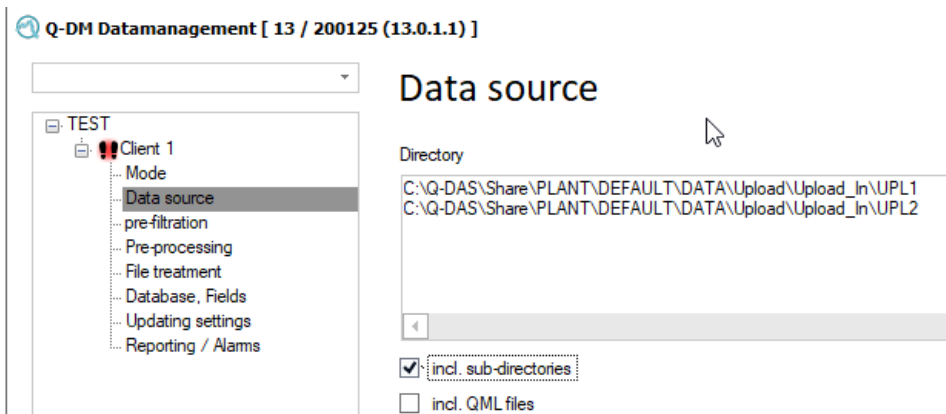 Q-DM Datamanagement [ 13 / 200125 (13.0.1.1) ]
Data source
TEST
Client 1
Mode
Data source
pre-filtration
Pre-processing
File treatment
Database, Fields
Updating settings
Reporting / Alarms
Directory
C:\Q-DAS\Share\PLANT\DEFAULT\DATA\Upload\Upload_In\UPL1
C:\Q-DAS\Share\PLANT\DEFAULT\DATA\Upload\Upload_In\UPL2
incl. sub-directories
incl. QML files